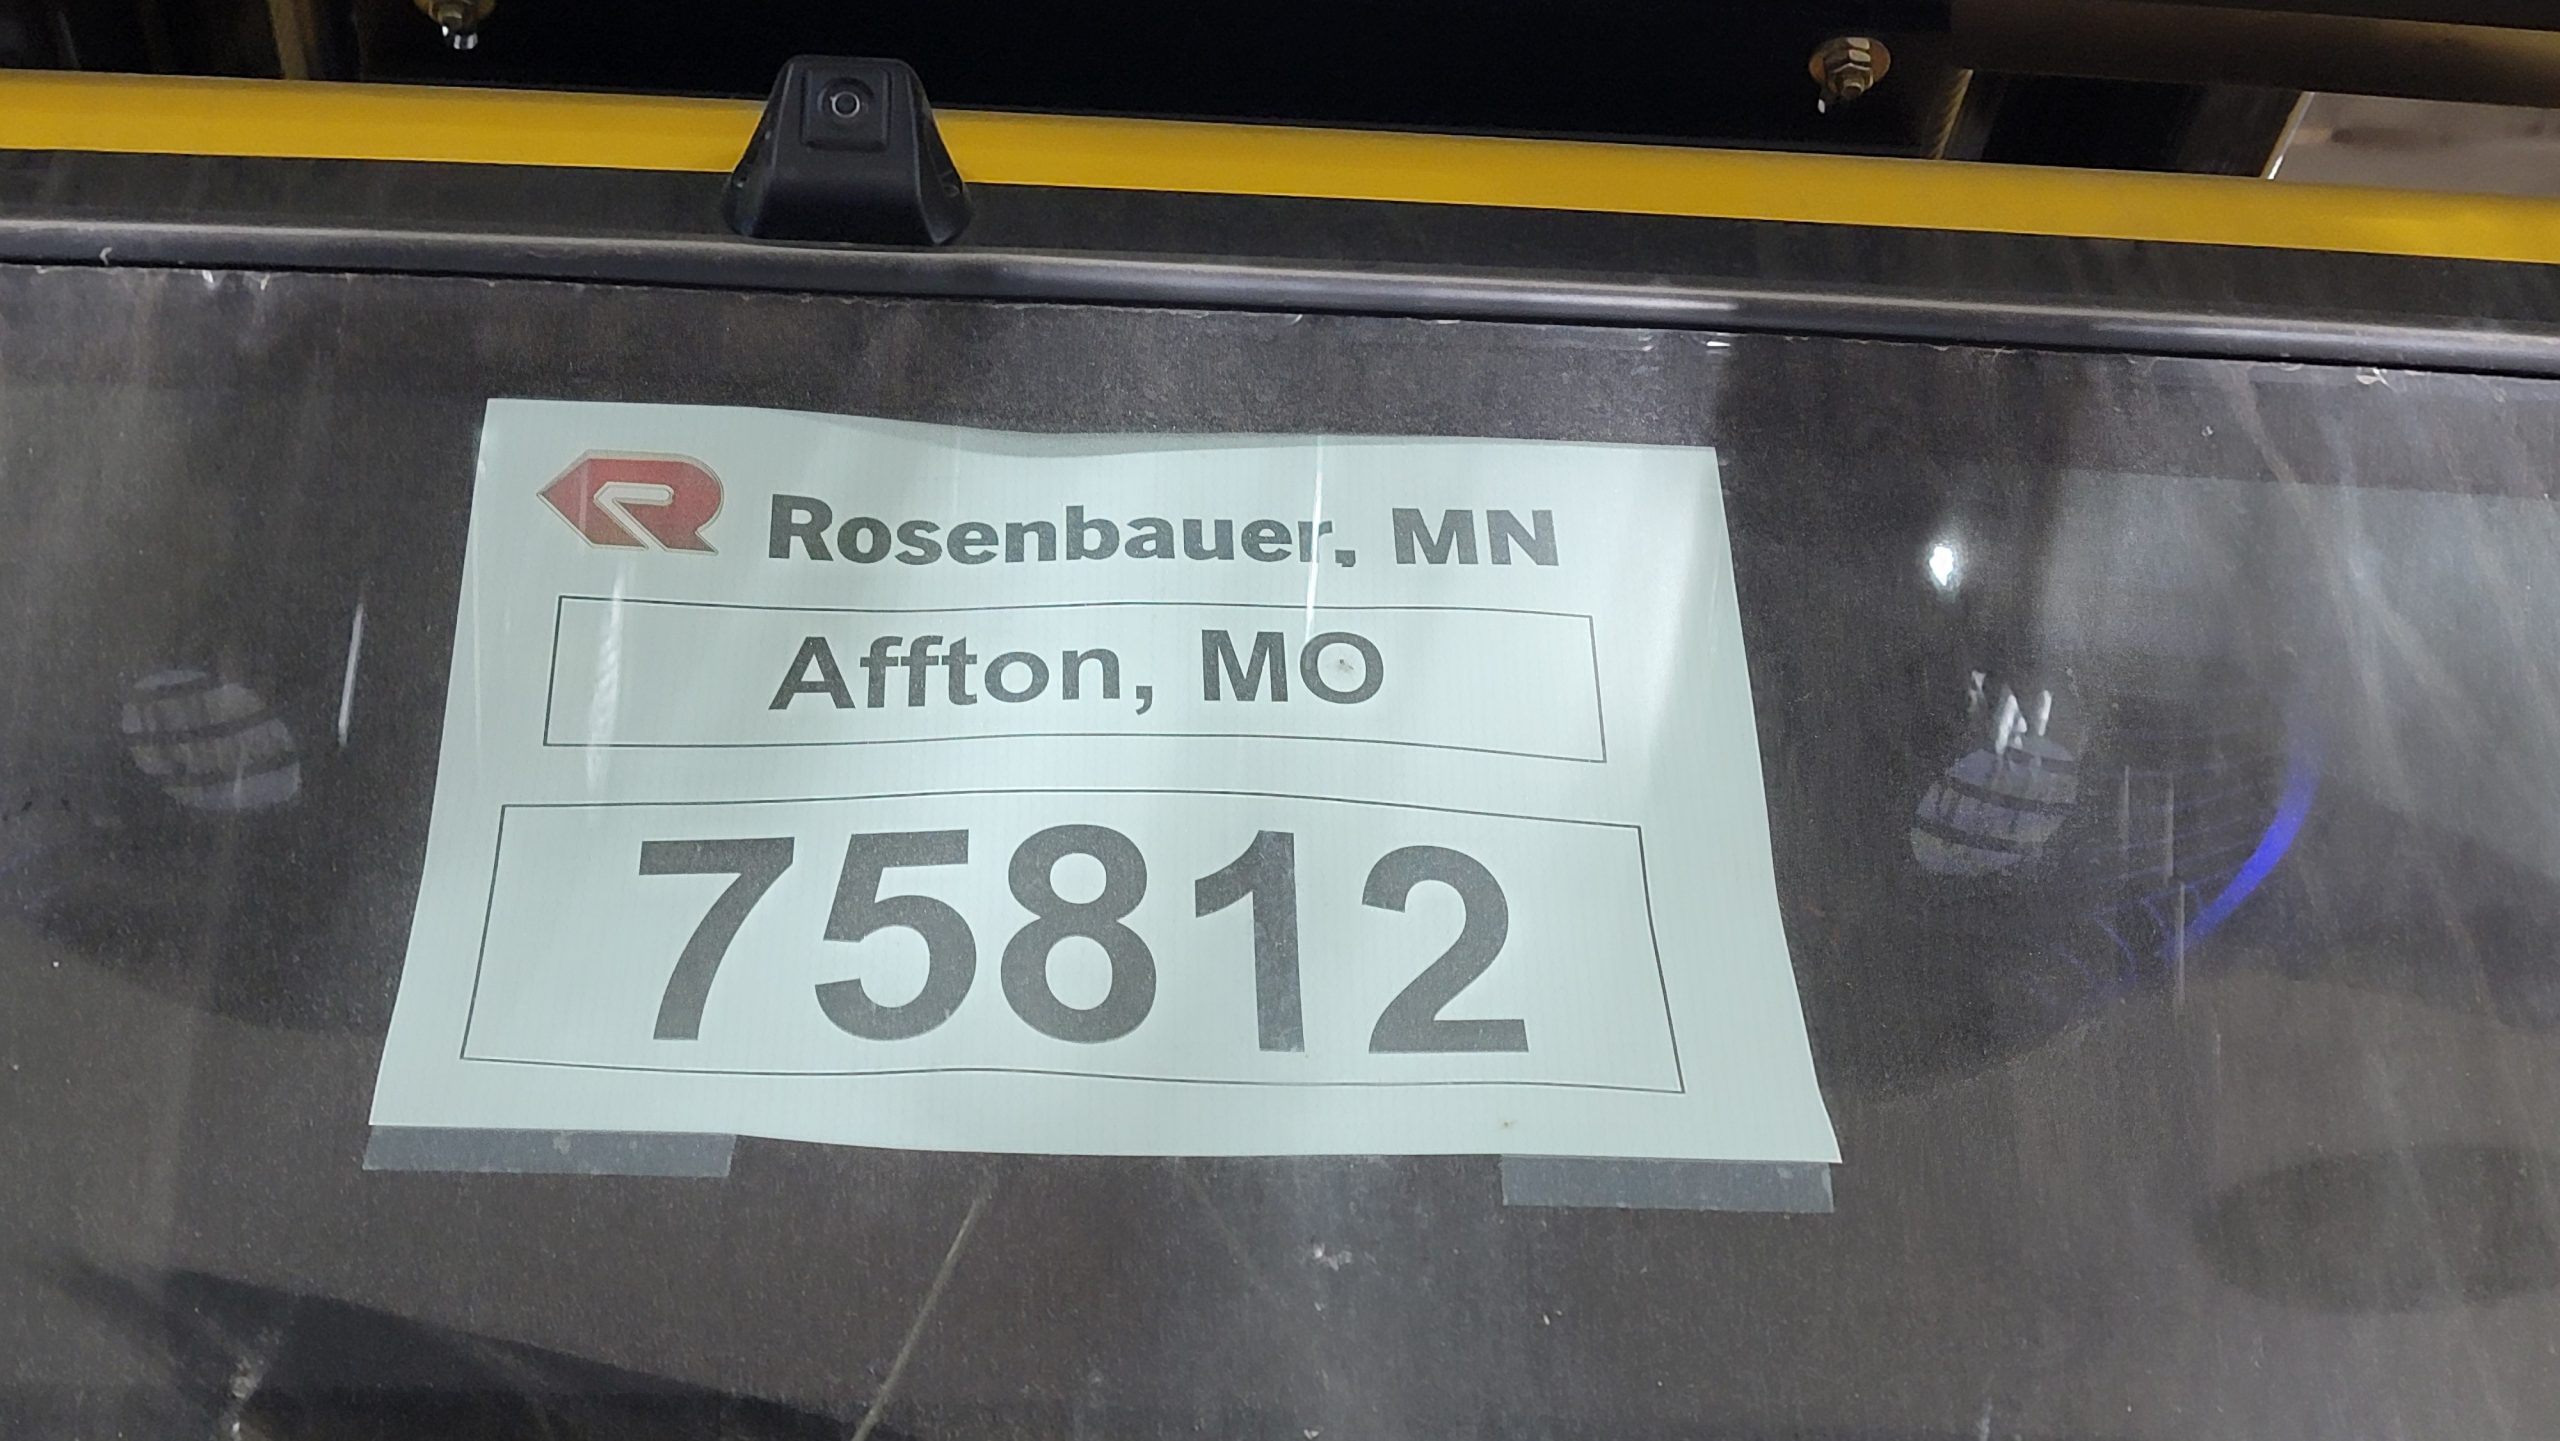 Rosenbauer, MN
Affton, MO
75812